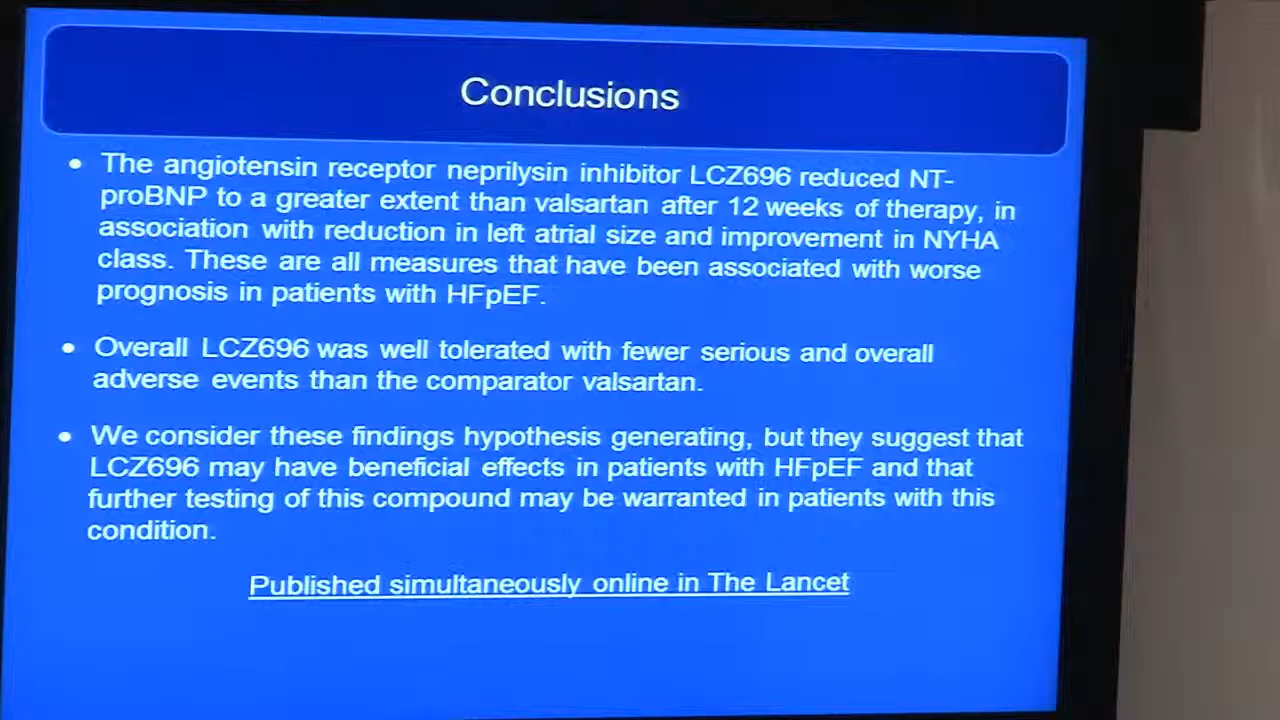 Conclusions
• The angiotensin receptor neprilysin inhibitor LCZ696 reduced NT-
proBNP to a greater extent than valsartan after 12 weeks of therapy, in
association with reduction in left atrial size and improvement in NYHA
class. These are all measures that have been associated with worse
prognosis in patients with HFpEF.
• Overall LCZ696 was well tolerated with fewer serious and overall
adverse events than the comparator valsartan.
• We consider these findings hypothesis generating, but they suggest that
LCZ696 may have beneficial effects in patients with HFpEF and that
further testing of this compound may be warranted in patients with this
condition.
Published simultaneously online in The Lancet